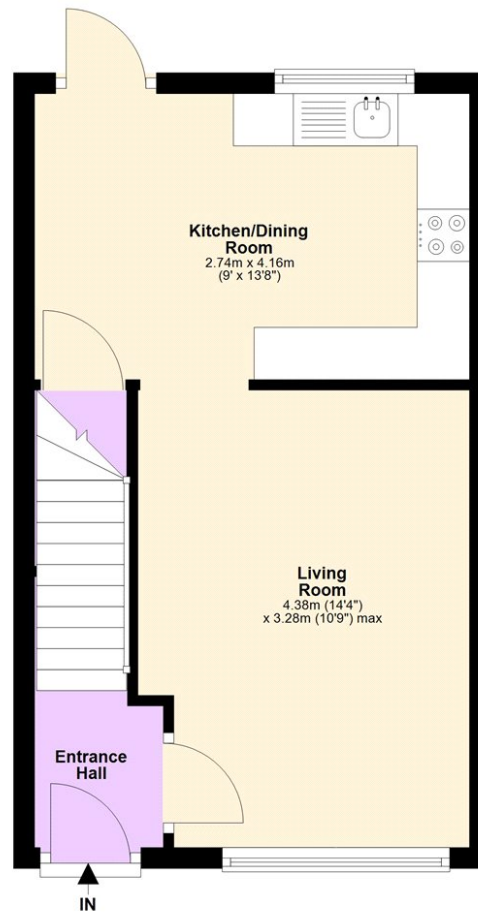 Kitchen/Dining
Room
2.74m x 4.16m
(9' x 13'8")
Living
Room
4.38m (14'4")
x 3.28m (10'9") max
Entrance
Hall
IN